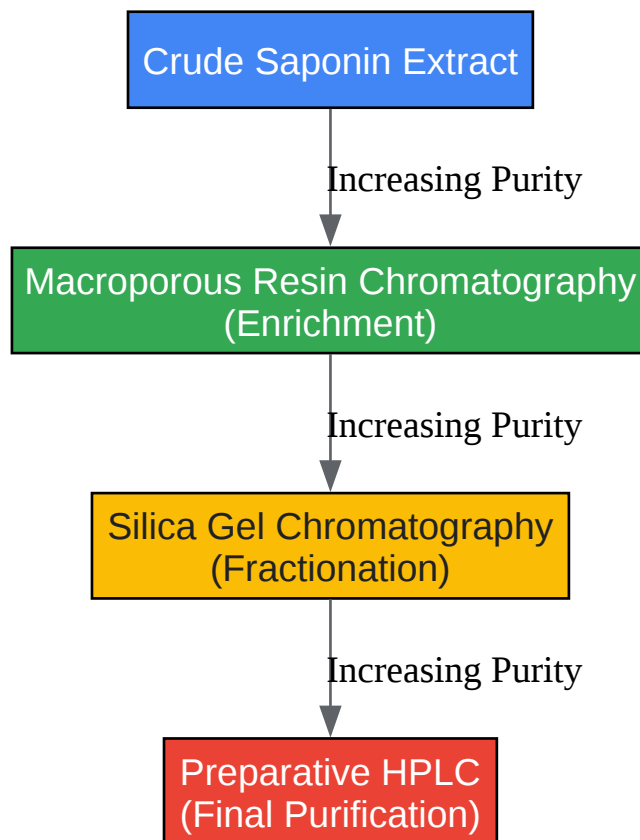 Crude Saponin Extract
Increasing Purity
Macroporous Resin Chromatography
(Enrichment)
Increasing Purity
Silica Gel Chromatography
(Fractionation)
Increasing Purity
Preparative HPLC
(Final Purification)